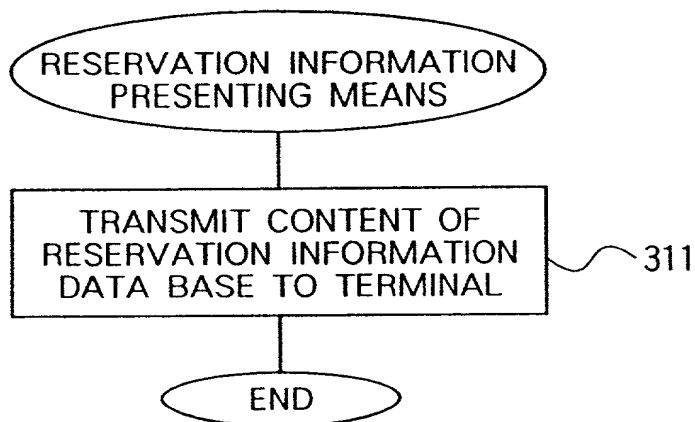 RESERVATION INFORMATION
PRESENTING MEANS
TRANSMIT CONTENT OF
RESERVATION INFORMATION
DATA BASE TO TERMINAL
311
END